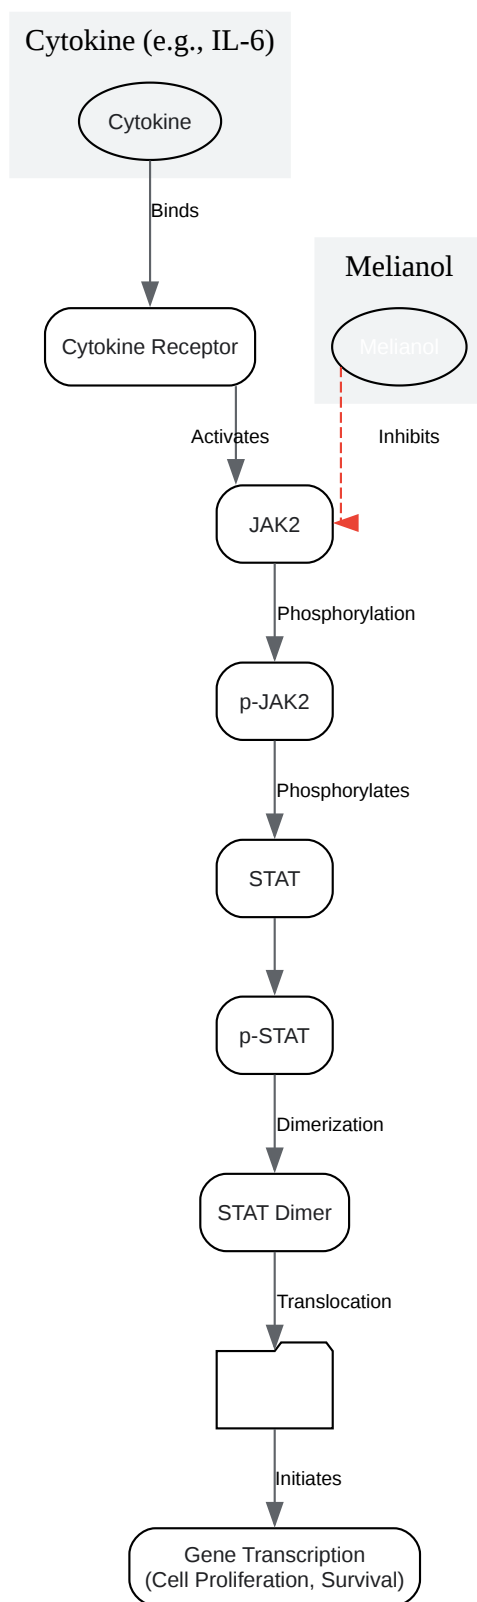 Cytokine (e.g., IL-6)
Cytokine
Binds
Melianol
Melianol
Cytokine Receptor
Activates
Inhibits
JAK2
Phosphorylation
p-JAK2
Phosphorylates
STAT
p-STAT
Dimerization
STAT Dimer
Translocation
Initiates
Gene Transcription
(Cell Proliferation, Survival)